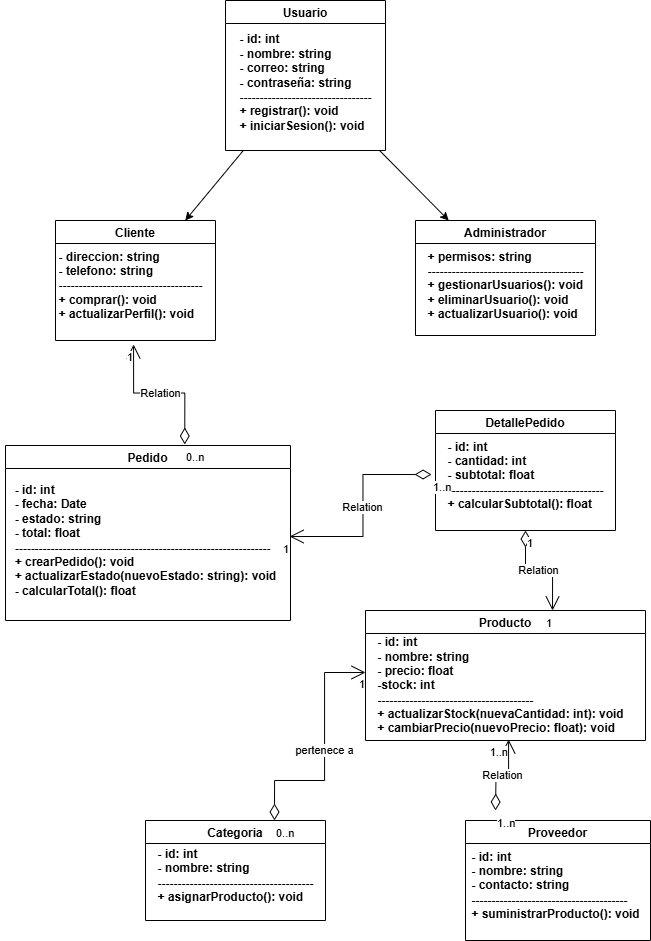 Usuario
- id: int
- nombre: string
- correo: string
- contraseña: string
---------------------------------
+ registrar(): void
+ iniciarSesion(): void
Cliente
- direccion: string
- telefono: string
------------------------------------
+ comprar(): void
+ actualizarPerfil(): void
Administrador
+ permisos: string
---------------------------------------
+ gestionarUsuarios(): void
+ eliminarUsuario(): void
+ actualizarUsuario(): void
1
Relation
Pedido 0..n
- id: int
- fecha: Date
- estado: string
- total: float
----------------------------------------------------------------
+ crearPedido(): void
+ actualizarEstado(nuevoEstado: string): void
- calcularTotal(): float
1
Relation
1..n
DetallePedido
- id: int
- cantidad: int
- subtotal: float
---------------------------------------
+ calcularSubtotal(): float
1
Relation
Producto 1
- id: int
- nombre: string
- precio: float
-stock: int
---------------------------------------
+ actualizarStock(nuevaCantidad: int): void
+ cambiarPrecio(nuevoPrecio: float): void
1
pertenece a
1..n
Relation
1..n
Categoria 0..n
- id: int
- nombre: string
---------------------------------------
+ asignarProducto(): void
Proveedor
- id: int
- nombre: string
- contacto: string
---------------------------------------
+ suministrarProducto(): void